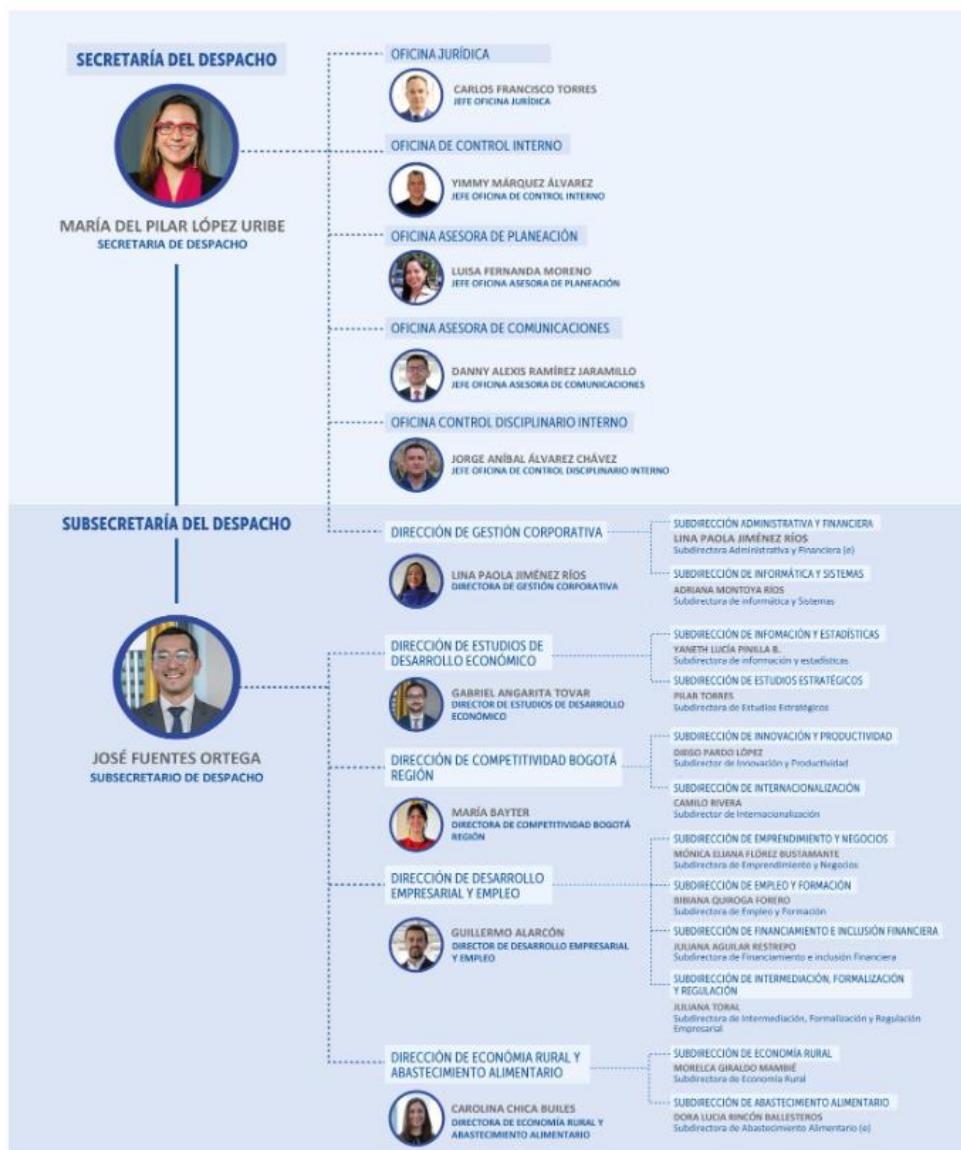 SECRETARÍA DEL DESPACHO
MARÍA DEL PILAR LÓPEZ URIBE
SECRETARIA DE DESPACHO
OFICINA JURÍDICA
CARLOS FRANCISCO TORRES
JEFE OFICINA JURÍDICA
OFICINA DE CONTROL INTERNO
YIMMY MÁRQUEZ ÁLVAREZ
JEFE OFICINA DE CONTROL INTERNO
OFICINA ASESORA DE PLANEACIÓN
LUISA FERNANDA MORENO
JEFE OFICINA ASESORA DE PLANEACIÓN
OFICINA ASESORA DE COMUNICACIONES
DANNY ALEXIS RAMÍREZ JARAMILLO
JEFE OFICINA ASESORA DE COMUNICACIONES
OFICINA CONTROL DISCIPLINARIO INTERNO
JORGE ANÍBAL ÁLVAREZ CHÁVEZ
JEFE OFICINA DE CONTROL DISCIPLINARIO INTERNO
DIRECCIÓN DE GESTIÓN CORPORATIVA
LINA PAOLA JIMÉNEZ RÍOS
DIRECTORA DE GESTIÓN CORPORATIVA
SUBDIRECCIÓN ADMINISTRATIVA Y FINANCIERA
LINA PAOLA JIMÉNEZ RÍOS
Subdirectora Administrativa y Financiera (e)
SUBDIRECCIÓN DE INFORMÁTICA Y SISTEMAS
ADRIANA MONTOYA RÍOS
Subdirectora de informática y Sistemas
SUBSECRETARÍA DEL DESPACHO
JOSÉ FUENTES ORTEGA
SUBSECRETARIO DE DESPACHO
DIRECCIÓN DE ESTUDIOS DE
DESARROLLO ECONÓMICO
GABRIEL ANGARITA TOVAR
DIRECTOR DE ESTUDIOS DE DESARROLLO
ECONÓMICO
SUBDIRECCIÓN DE INFOMACIÓN Y ESTADÍSTICAS
YANETH LUCÍA PINILLA B.
Subdirectora de información y estadísticas
SUBDIRECCIÓN DE ESTUDIOS ESTRATÉGICOS
PILAR TORRES
Subdirectora de Estudios Estratégicos
DIRECCIÓN DE COMPETITIVIDAD BOGOTÁ
REGIÓN
MARÍA BAYTER
DIRECTORA DE COMPETITIVIDAD BOGOTÁ
REGIÓN
SUBDIRECCIÓN DE INNOVACIÓN Y PRODUCTIVIDAD
DIEGO PARDO LÓPEZ
Subdirector de Innovación y Productividad
SUBDIRECCIÓN DE INTERNACIONALIZACIÓN
CAMILO RIVERA
Subdirector de Internacionalización
DIRECCIÓN DE DESARROLLO
EMPRESARIAL Y EMPLEO
GUILLERMO ALARCÓN
DIRECTOR DE DESARROLLO EMPRESARIAL
Y EMPLEO
SUBDIRECCIÓN DE EMPRENDIMIENTO Y NEGOCIOS
MÓNICA ELIANA FLÓREZ BUSTAMANTE
Subdirectora de Emprendimiento y Negocios
SUBDIRECCIÓN DE EMPLEO Y FORMACIÓN
BIBIANA QUIROGA FORERO
Subdirectora de Empleo y Formación
SUBDIRECCIÓN DE FINANCIAMIENTO E INCLUSIÓN FINANCIERA
JULIANA AGUILAR RESTREPO
Subdirectora de Financiamiento e inclusión Financiera
SUBDIRECCIÓN DE INTERMEDIACIÓN, FORMALIZACIÓN
Y REGULACIÓN
JULIANA TORAL
Subdirectora de Intermediación, Formalización y Regulación
Empresarial
DIRECCIÓN DE ECONÓMIA RURAL Y
ABASTECIMIENTO ALIMENTARIO
CAROLINA CHICA BUILES
DIRECTORA DE ECONOMÍA RURAL Y
ABASTECIMIENTO ALIMENTARIO
SUBDIRECCIÓN DE ECONOMÍA RURAL
MORELCA GIRALDO MAMBIÉ
Subdirectora de Economía Rural
SUBDIRECCIÓN DE ABASTECIMIENTO ALIMENTARIO
DORA LUCIA RINCÓN BALLESTEROS
Subdirectora de Abastecimiento Alimentario (e)